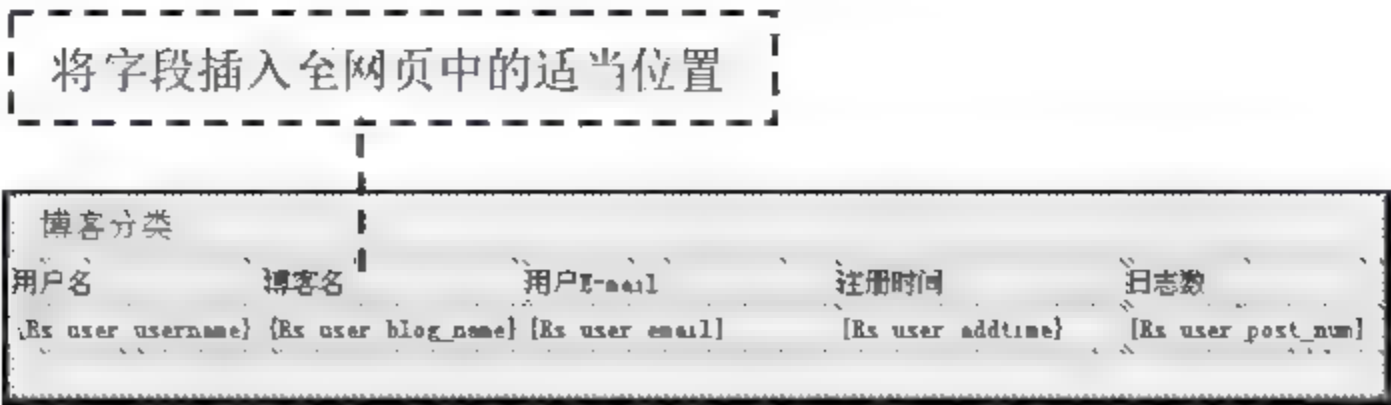 将字段插入至网页中的适当位置
博客分类
用户名 博客名 用户E-mail 注册时间 日志数
{Rs user username} {Rs user blog_name} {Rs user email} {Rs user addtime} {Rs user post_num}